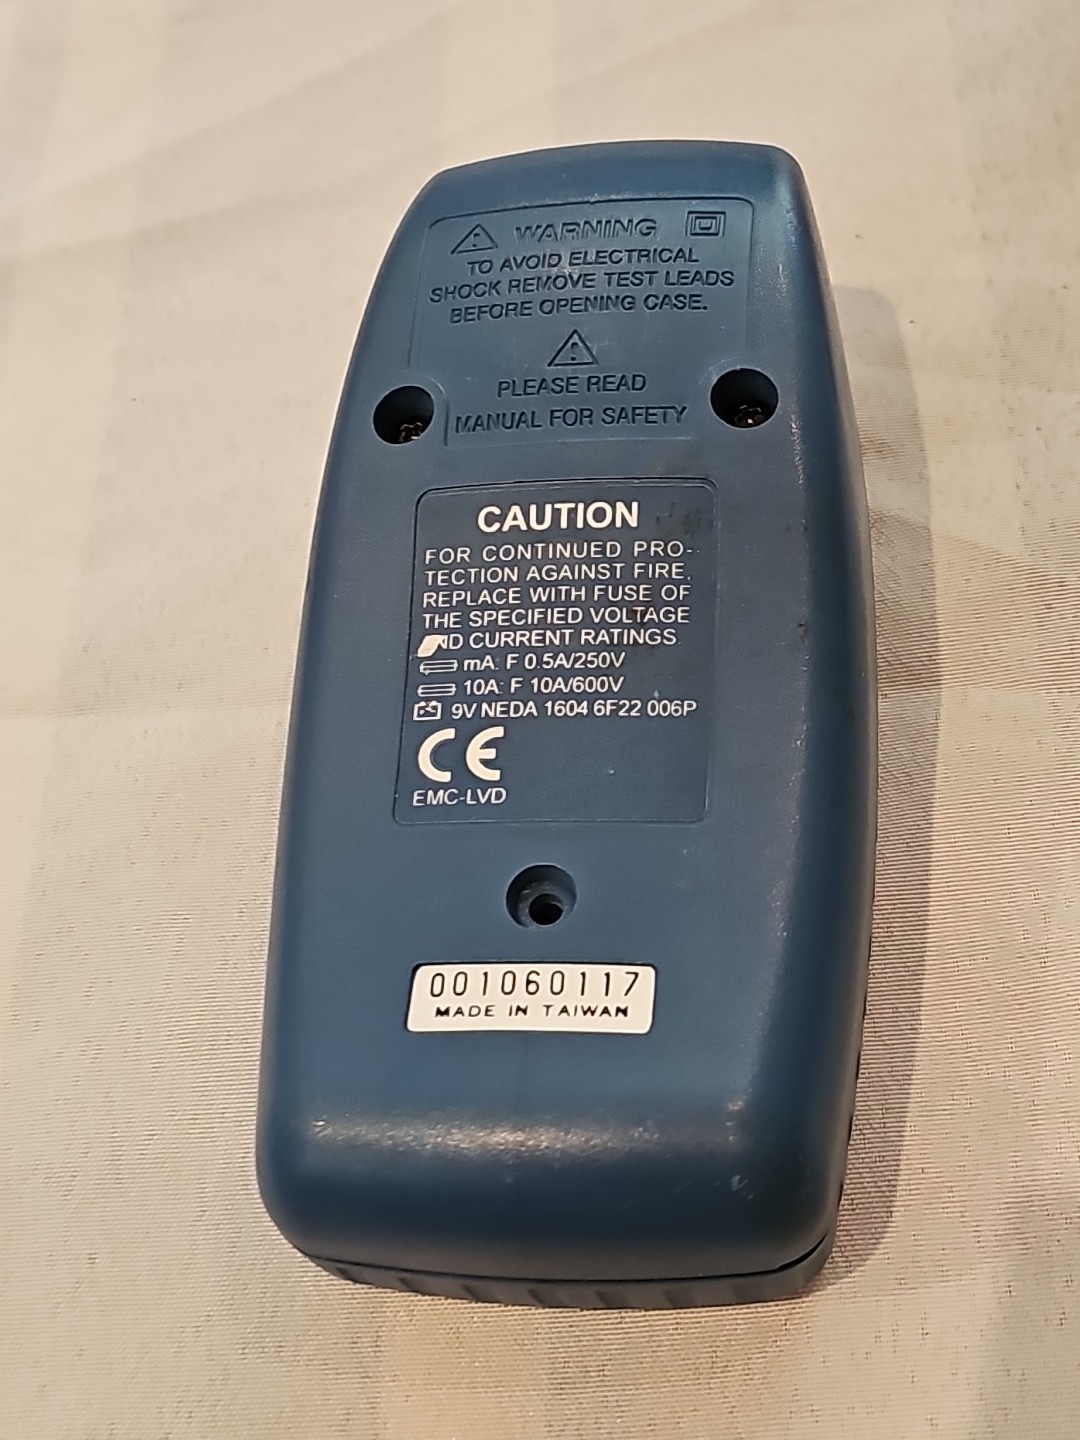 WARNING
TO AVOID ELECTRICAL
SHOCK REMOVE TEST LEADS
BEFORE OPENING CASE.
PLEASE READ
MANUAL FOR SAFETY
CAUTION
FOR CONTINUED PRO-
TECTION AGAINST FIRE,
REPLACE WITH FUSE OF
THE SPECIFIED VOLTAGE
ND CURRENT RATINGS.
mA: F 0.5A/250V
10A: F 10A/600V
9V NEDA 1604 6F22 006P
CE
EMC-LVD
001060117
MADE IN TAIWAN